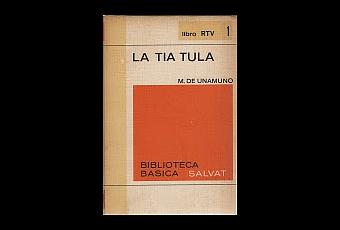 libro RTV 1
LA TIA TULA
M. DE UNAMUNO
BIBLIOTECA
BASICA SALVAT